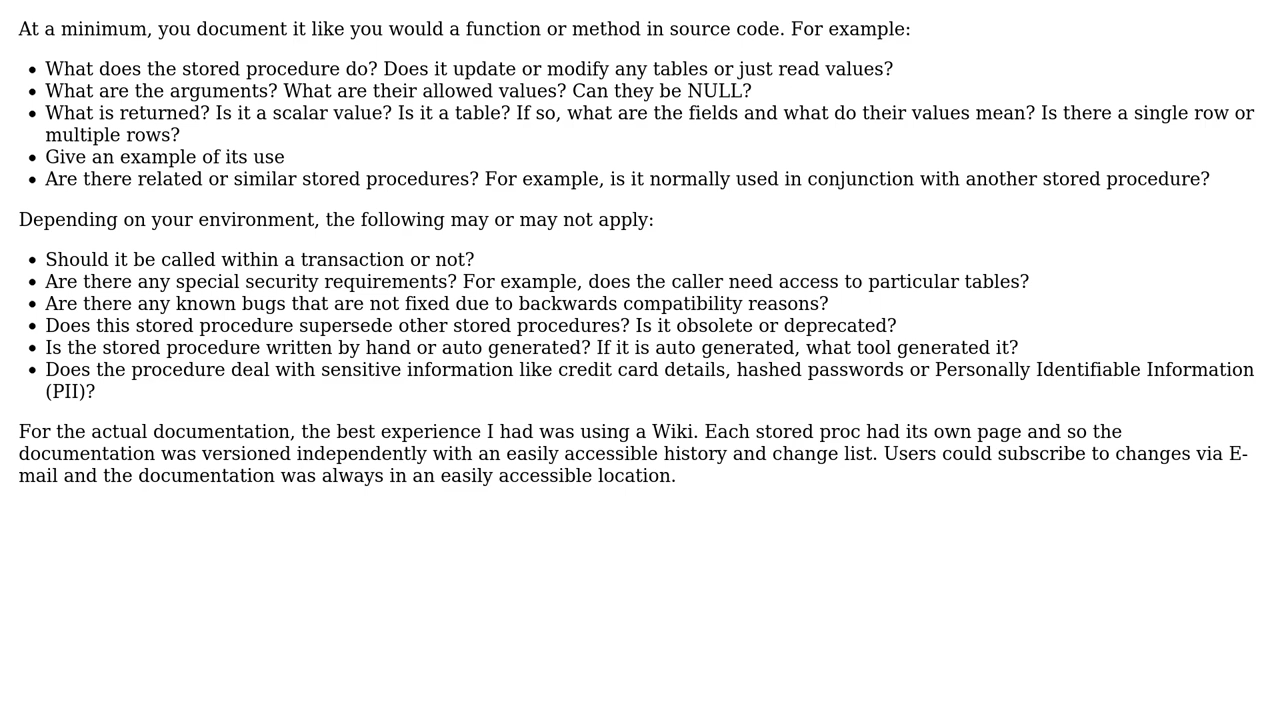 At a minimum, you document it like you would a function or method in source code. For example:
• What does the stored procedure do? Does it update or modify any tables or just read values?
• What are the arguments? What are their allowed values? Can they be NULL?
• What is returned? Is it a scalar value? Is it a table? If so, what are the fields and what do their values mean? Is there a single row or
multiple rows?
• Give an example of its use
• Are there related or similar stored procedures? For example, is it normally used in conjunction with another stored procedure?
Depending on your environment, the following may or may not apply:
• Should it be called within a transaction or not?
• Are there any special security requirements? For example, does the caller need access to particular tables?
• Are there any known bugs that are not fixed due to backwards compatibility reasons?
• Does this stored procedure supersede other stored procedures? Is it obsolete or deprecated?
• Is the stored procedure written by hand or auto generated? If it is auto generated, what tool generated it?
• Does the procedure deal with sensitive information like credit card details, hashed passwords or Personally Identifiable Information
(PII)?
For the actual documentation, the best experience I had was using a Wiki. Each stored proc had its own page and so the
documentation was versioned independently with an easily accessible history and change list. Users could subscribe to changes via E-
mail and the documentation was always in an easily accessible location.